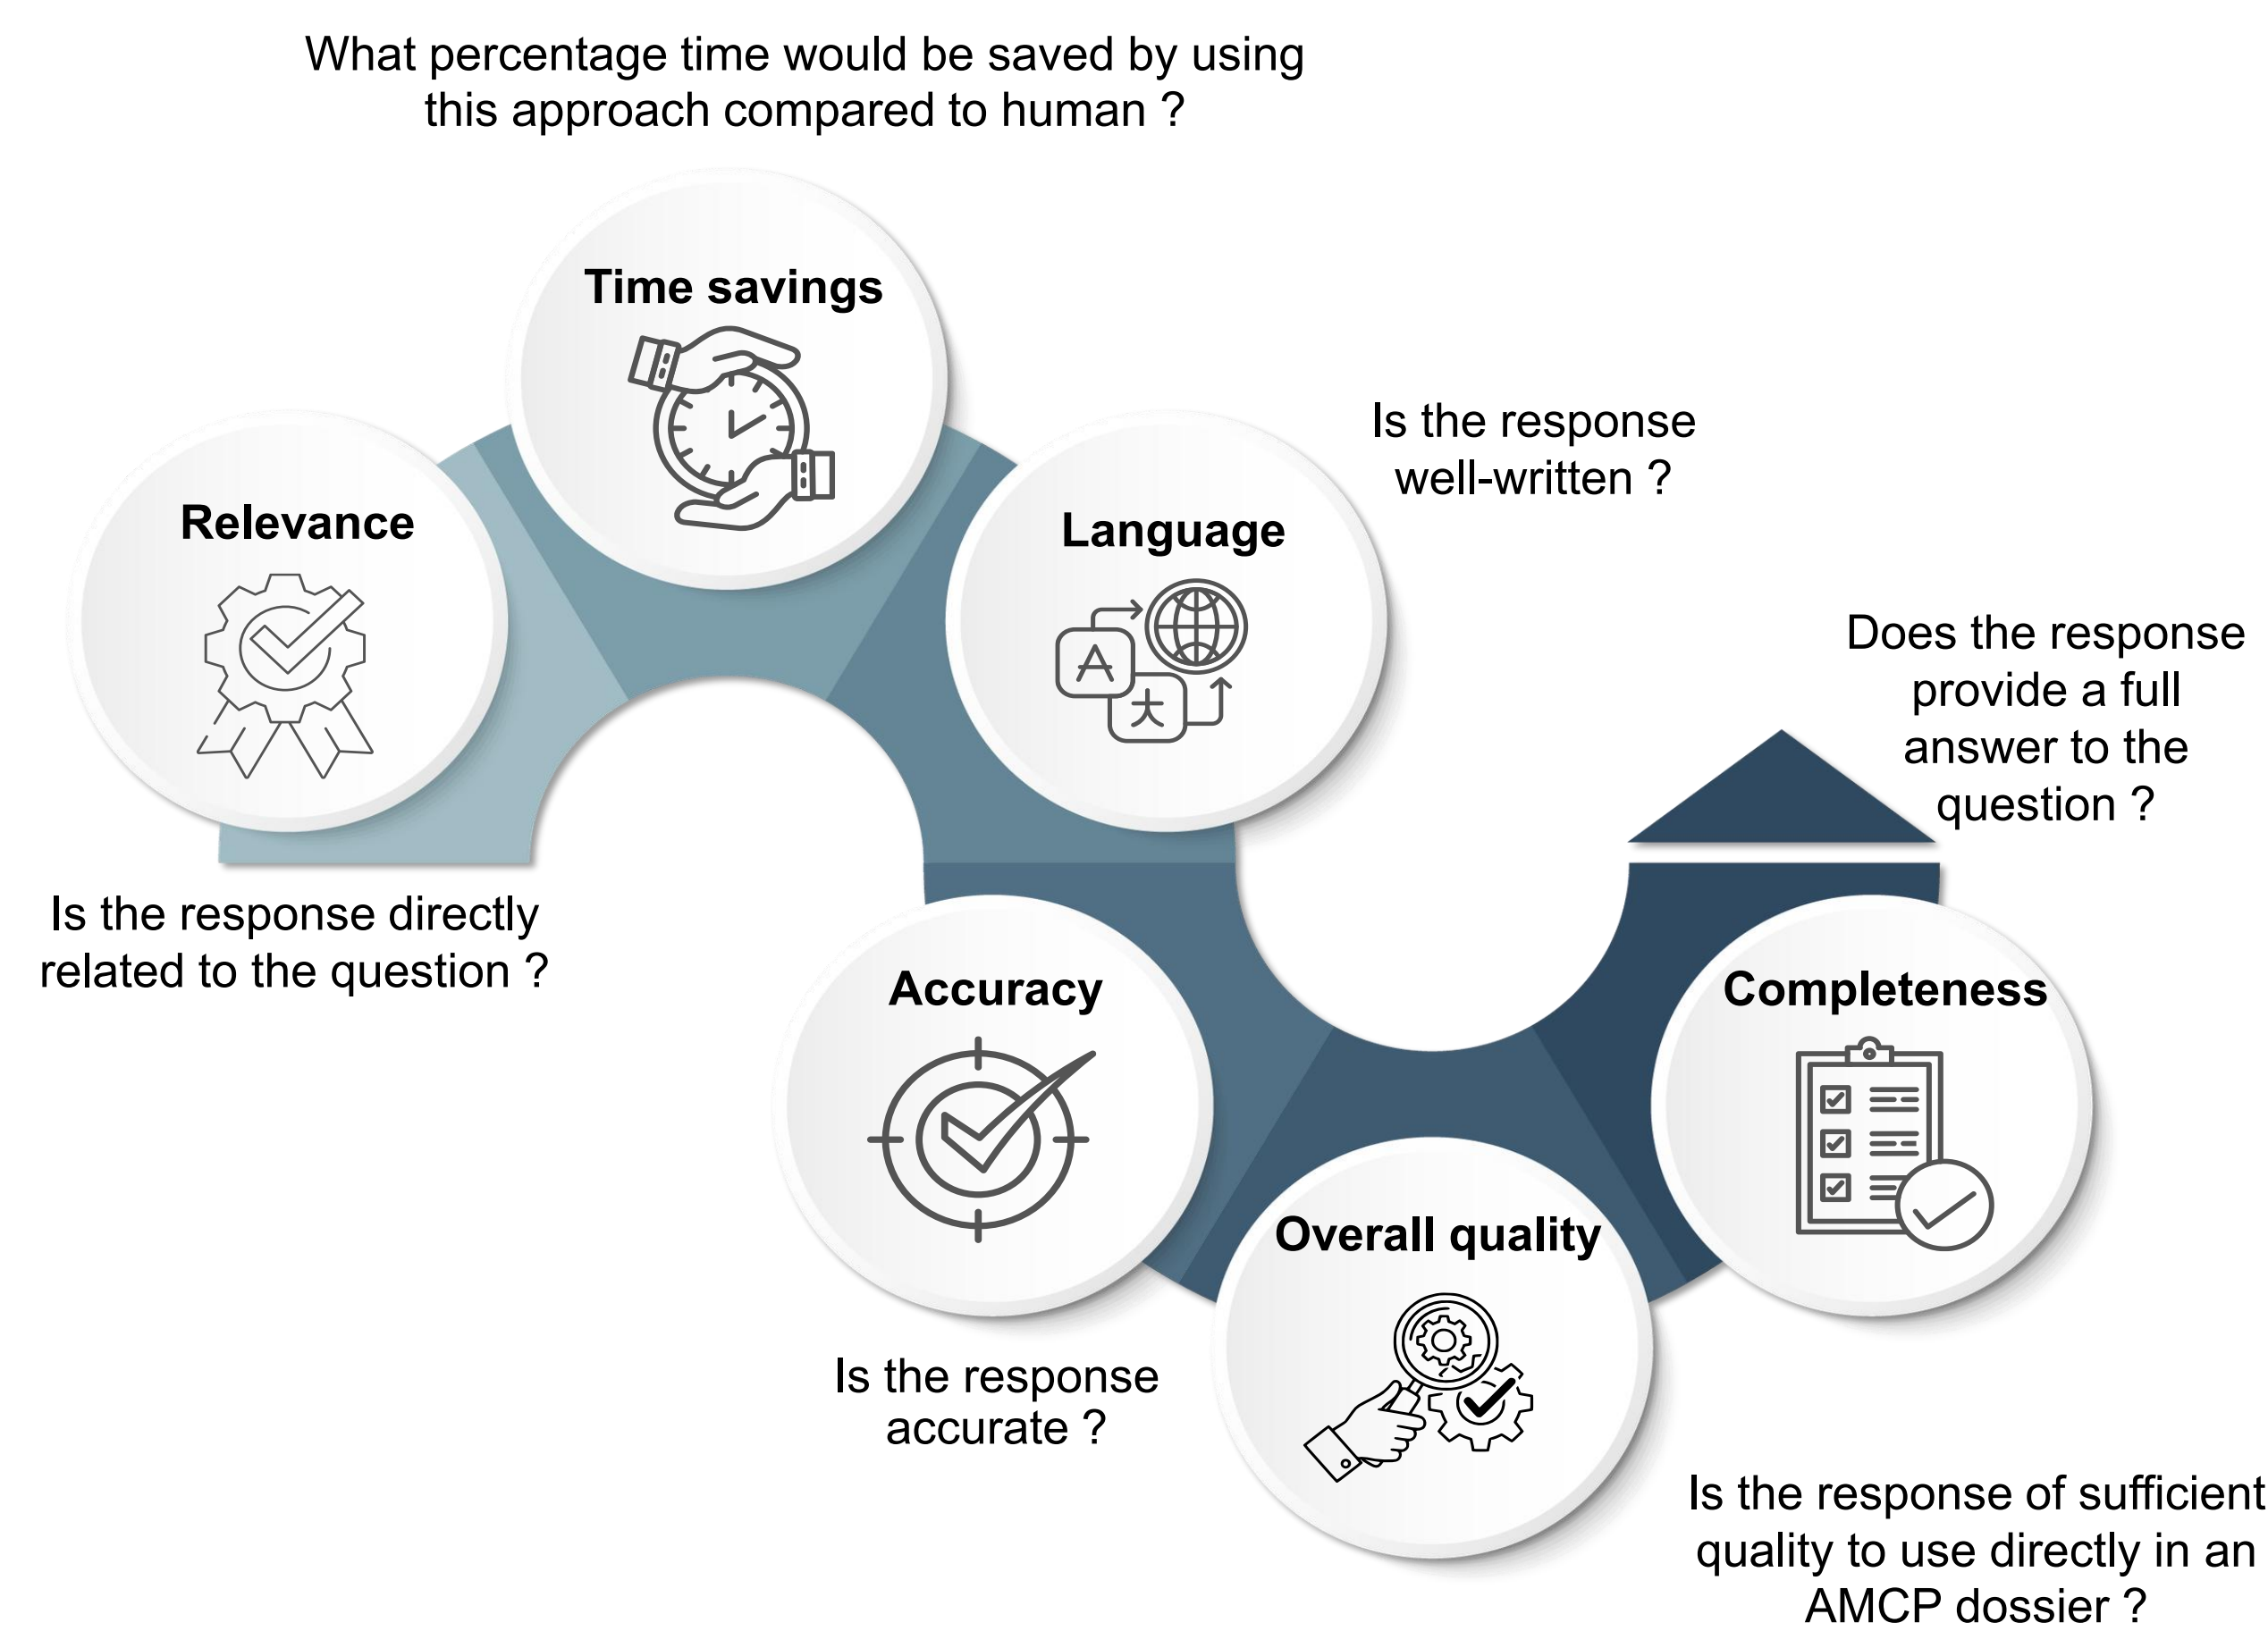 What percentage time would be saved by using
this approach compared to human ?
Time savings
Relevance
Is the response directly
related to the question ?
Language
A
大
Is the response
well-written ?
Accuracy
Is the response
accurate ?
Overall quality
Is the response of sufficient
quality to use directly in an
AMCP dossier ?
Completeness
Does the response
provide a full
answer to the
question ?